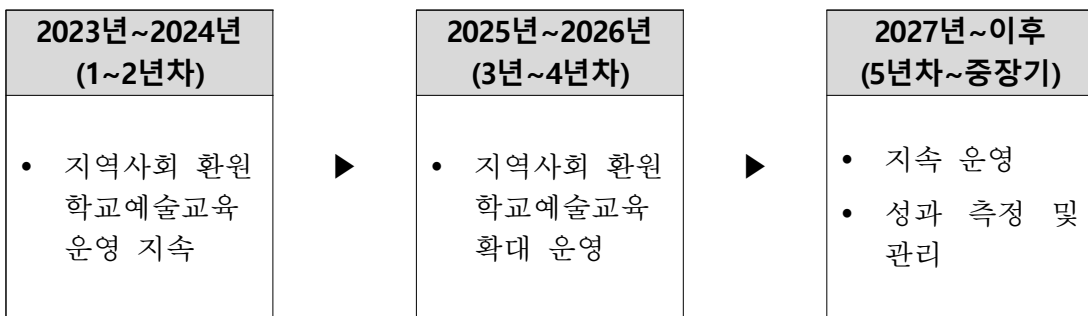 2023년~2024년
(1~2년차)
• 지역사회 환원
학교예술교육
운영 지속
▶
2025년~2026년
(3년~4년차)
• 지역사회 환원
학교예술교육
확대 운영
▶
2027년~이후
(5년차~중장기)
• 지속 운영
• 성과 측정 및
관리